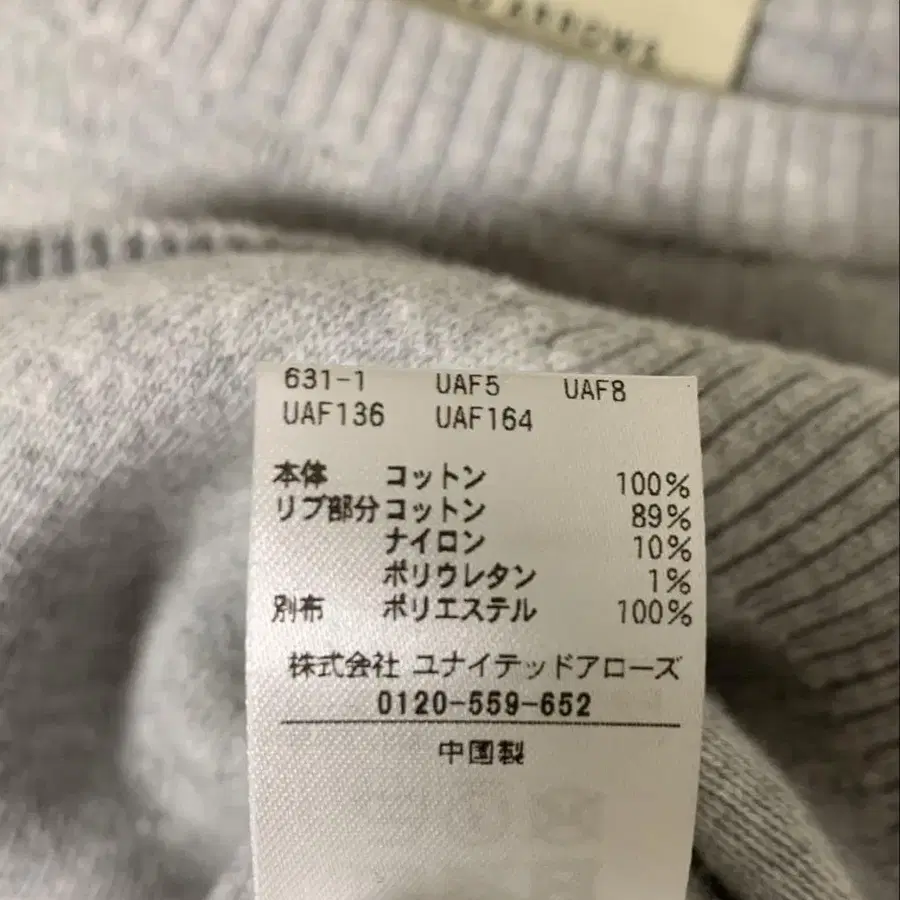 ARROWS
631-1 UAF5 UAF8
UAF136 UAF164
本体 コットン 100%
リブ部分 コットン 89%
ナイロン 10%
ポリウレタン 1%
別布 ポリエステル 100%
株式会社 ユナイテッドアローズ
0120-559-652
中国製